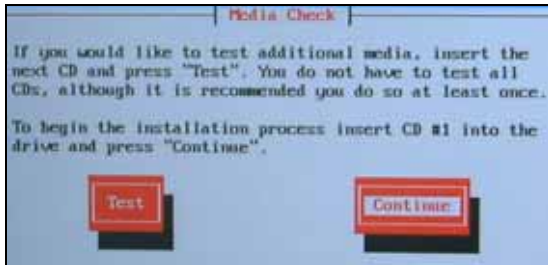 Media Check
If you would like to test additional media, insert the
next CD and press "Test". You do not have to test all
CDs, although it is recommended you do so at least once.
To begin the installation process insert CD #1 into the
drive and press "Continue".
Test
Continue